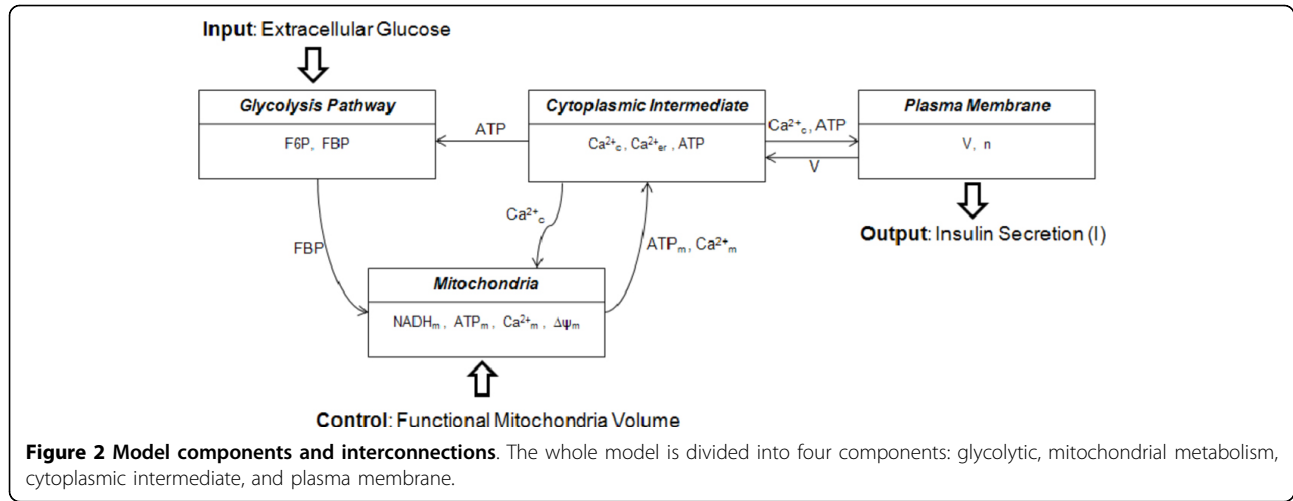 Input: Extracellular Glucose
Glycolysis Pathway
F6P, FBP
ATP
Cytoplasmic Intermediate
Ca²⁺c, Ca²⁺er, ATP
Ca²⁺c, ATP
V
Plasma Membrane
V, n
Output: Insulin Secretion (I)
FBP
Ca²⁺c
ATPm, Ca²⁺m
Mitochondria
NADHm, ATPm, Ca²⁺m, Δψm
Control: Functional Mitochondria Volume
Figure 2 Model components and interconnections. The whole model is divided into four components: glycolytic, mitochondrial metabolism,
cytoplasmic intermediate, and plasma membrane.